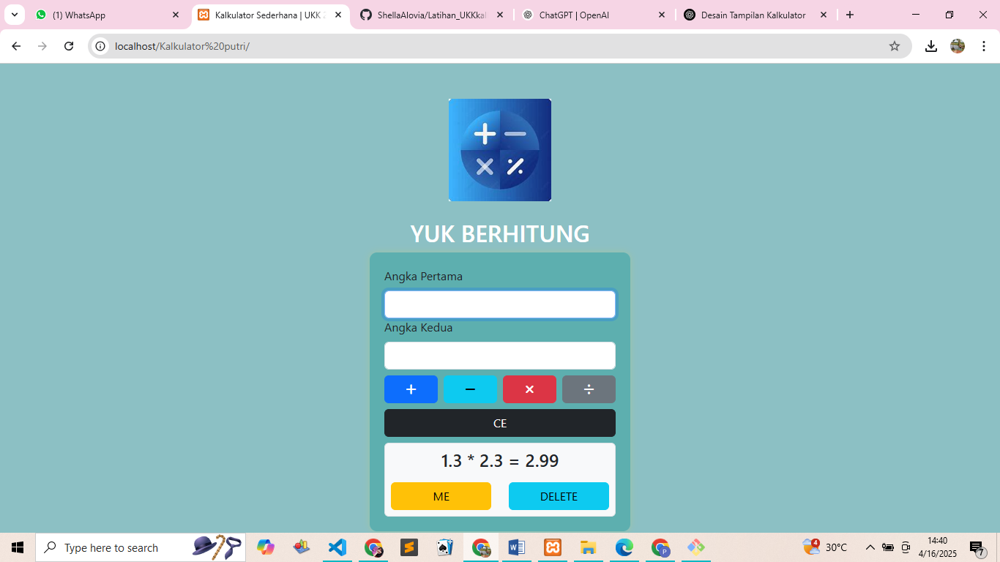 (1) WhatsApp
Kalkulator Sederhana | UKK 2
ShellaAlovia/Latihan_UKKkal
ChatGPT | OpenAI
Desain Tampilan Kalkulator
localhost/Kalkulator%20putri/
+ −
× ٪
YUK BERHITUNG
Angka Pertama
Angka Kedua
+ − × ÷
CE
1.3 * 2.3 = 2.99
ME DELETE
Type here to search
4
30°C
14:40
4/16/2025
7
P